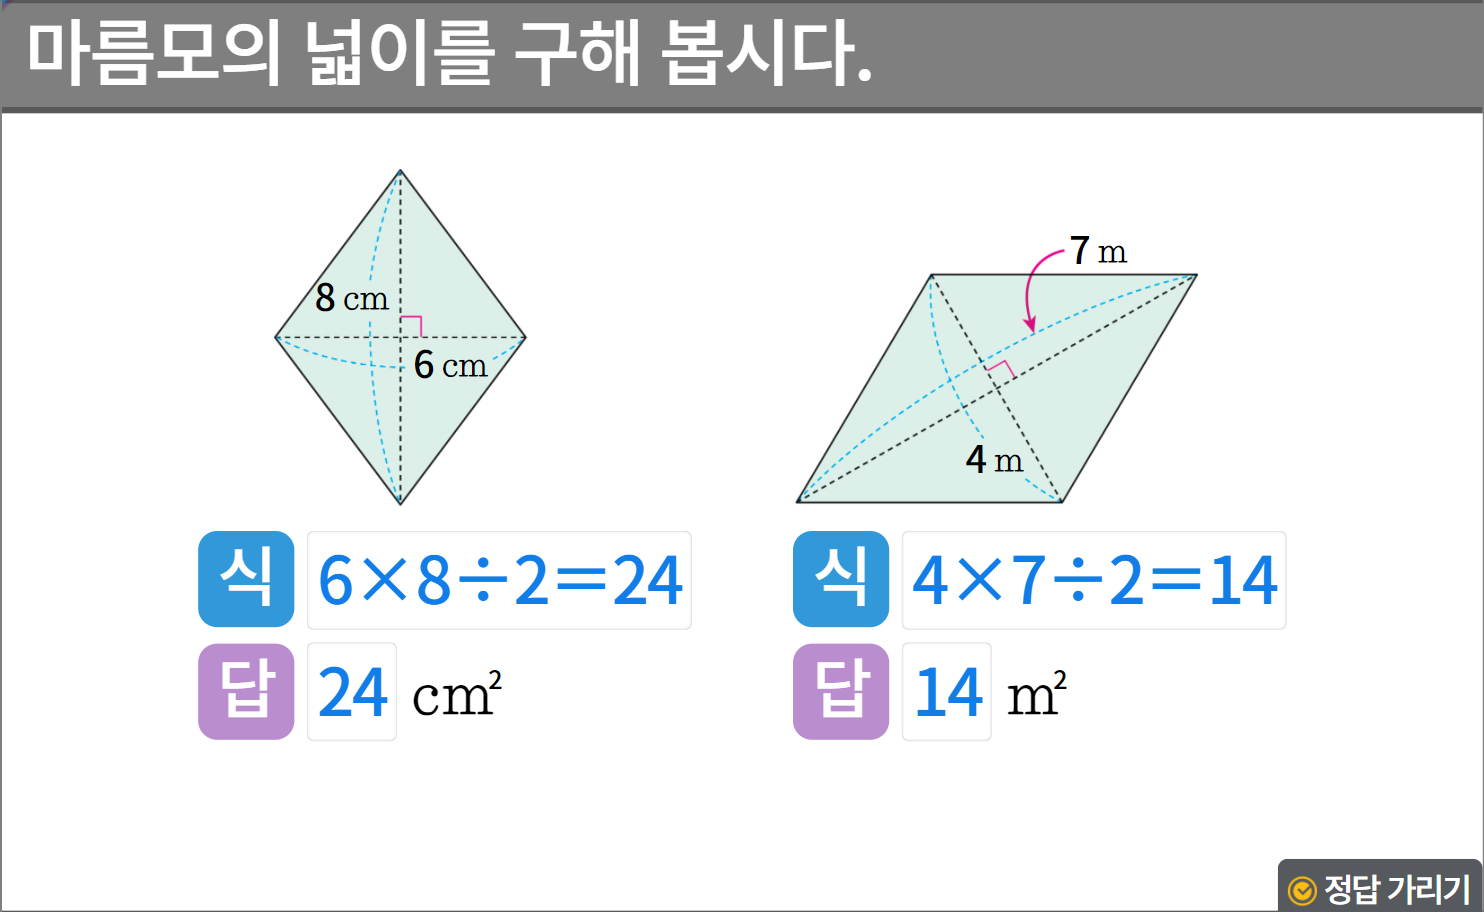 마름모의 넓이를 구해 봅시다.
8 cm
6 cm
7 m
4 m
식 6×8÷2=24
답 24 cm²
식 4×7÷2=14
답 14 m²
정답 가리기